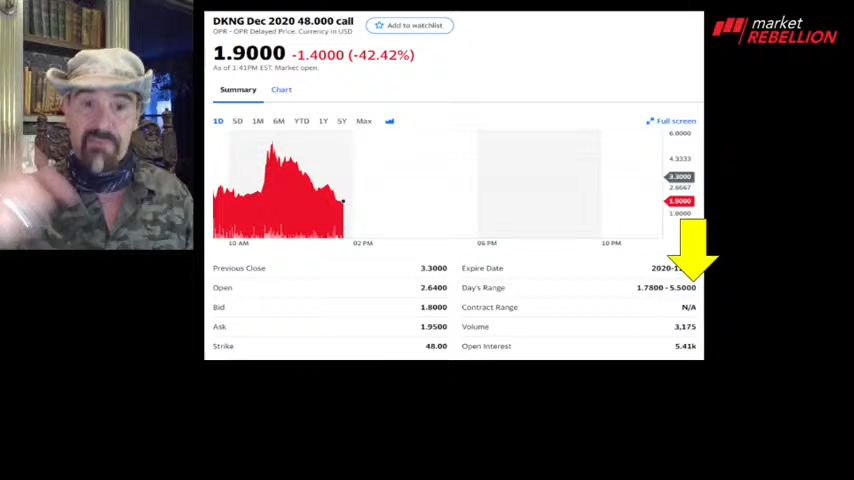 DKNG Dec 2020 48.000 call
OPR - OPR Delayed Price. Currency in USD
Add to watchlist
1.9000 -1.4000 (-42.42%)
As of 1:41PM EST. Market open.
Summary Chart
1D 5D 1M 6M YTD 1Y 5Y Max
Full screen
6.0000
4.3333
3.3000
2.6667
1.9000
1.0000
10 AM 02 PM 06 PM 10 PM
Previous Close 3.3000 Expire Date
Open 2.6400 Day's Range 1.7800 - 5.5000
Bid 1.8000 Contract Range N/A
Ask 1.9500 Volume 3,175
Strike 48.00 Open Interest 5.41k
market
REBELLION